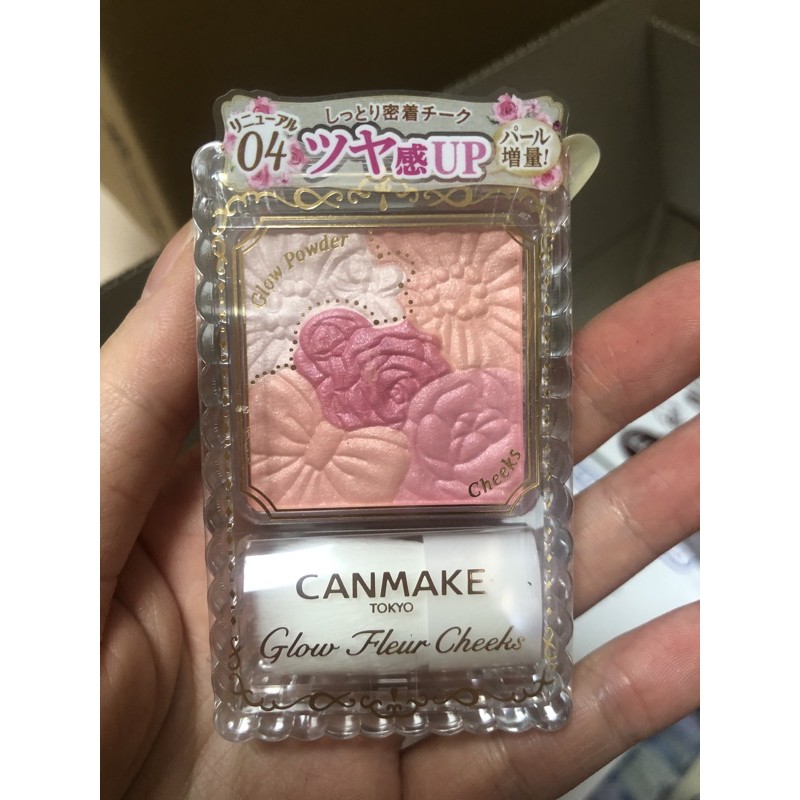 しっとり密着チーク
リニューアル
04
ツヤ感UP
パール
増量!
Glow Powder
Cheeks
CANMAKE
TOKYO
Glow Fleur Cheeks